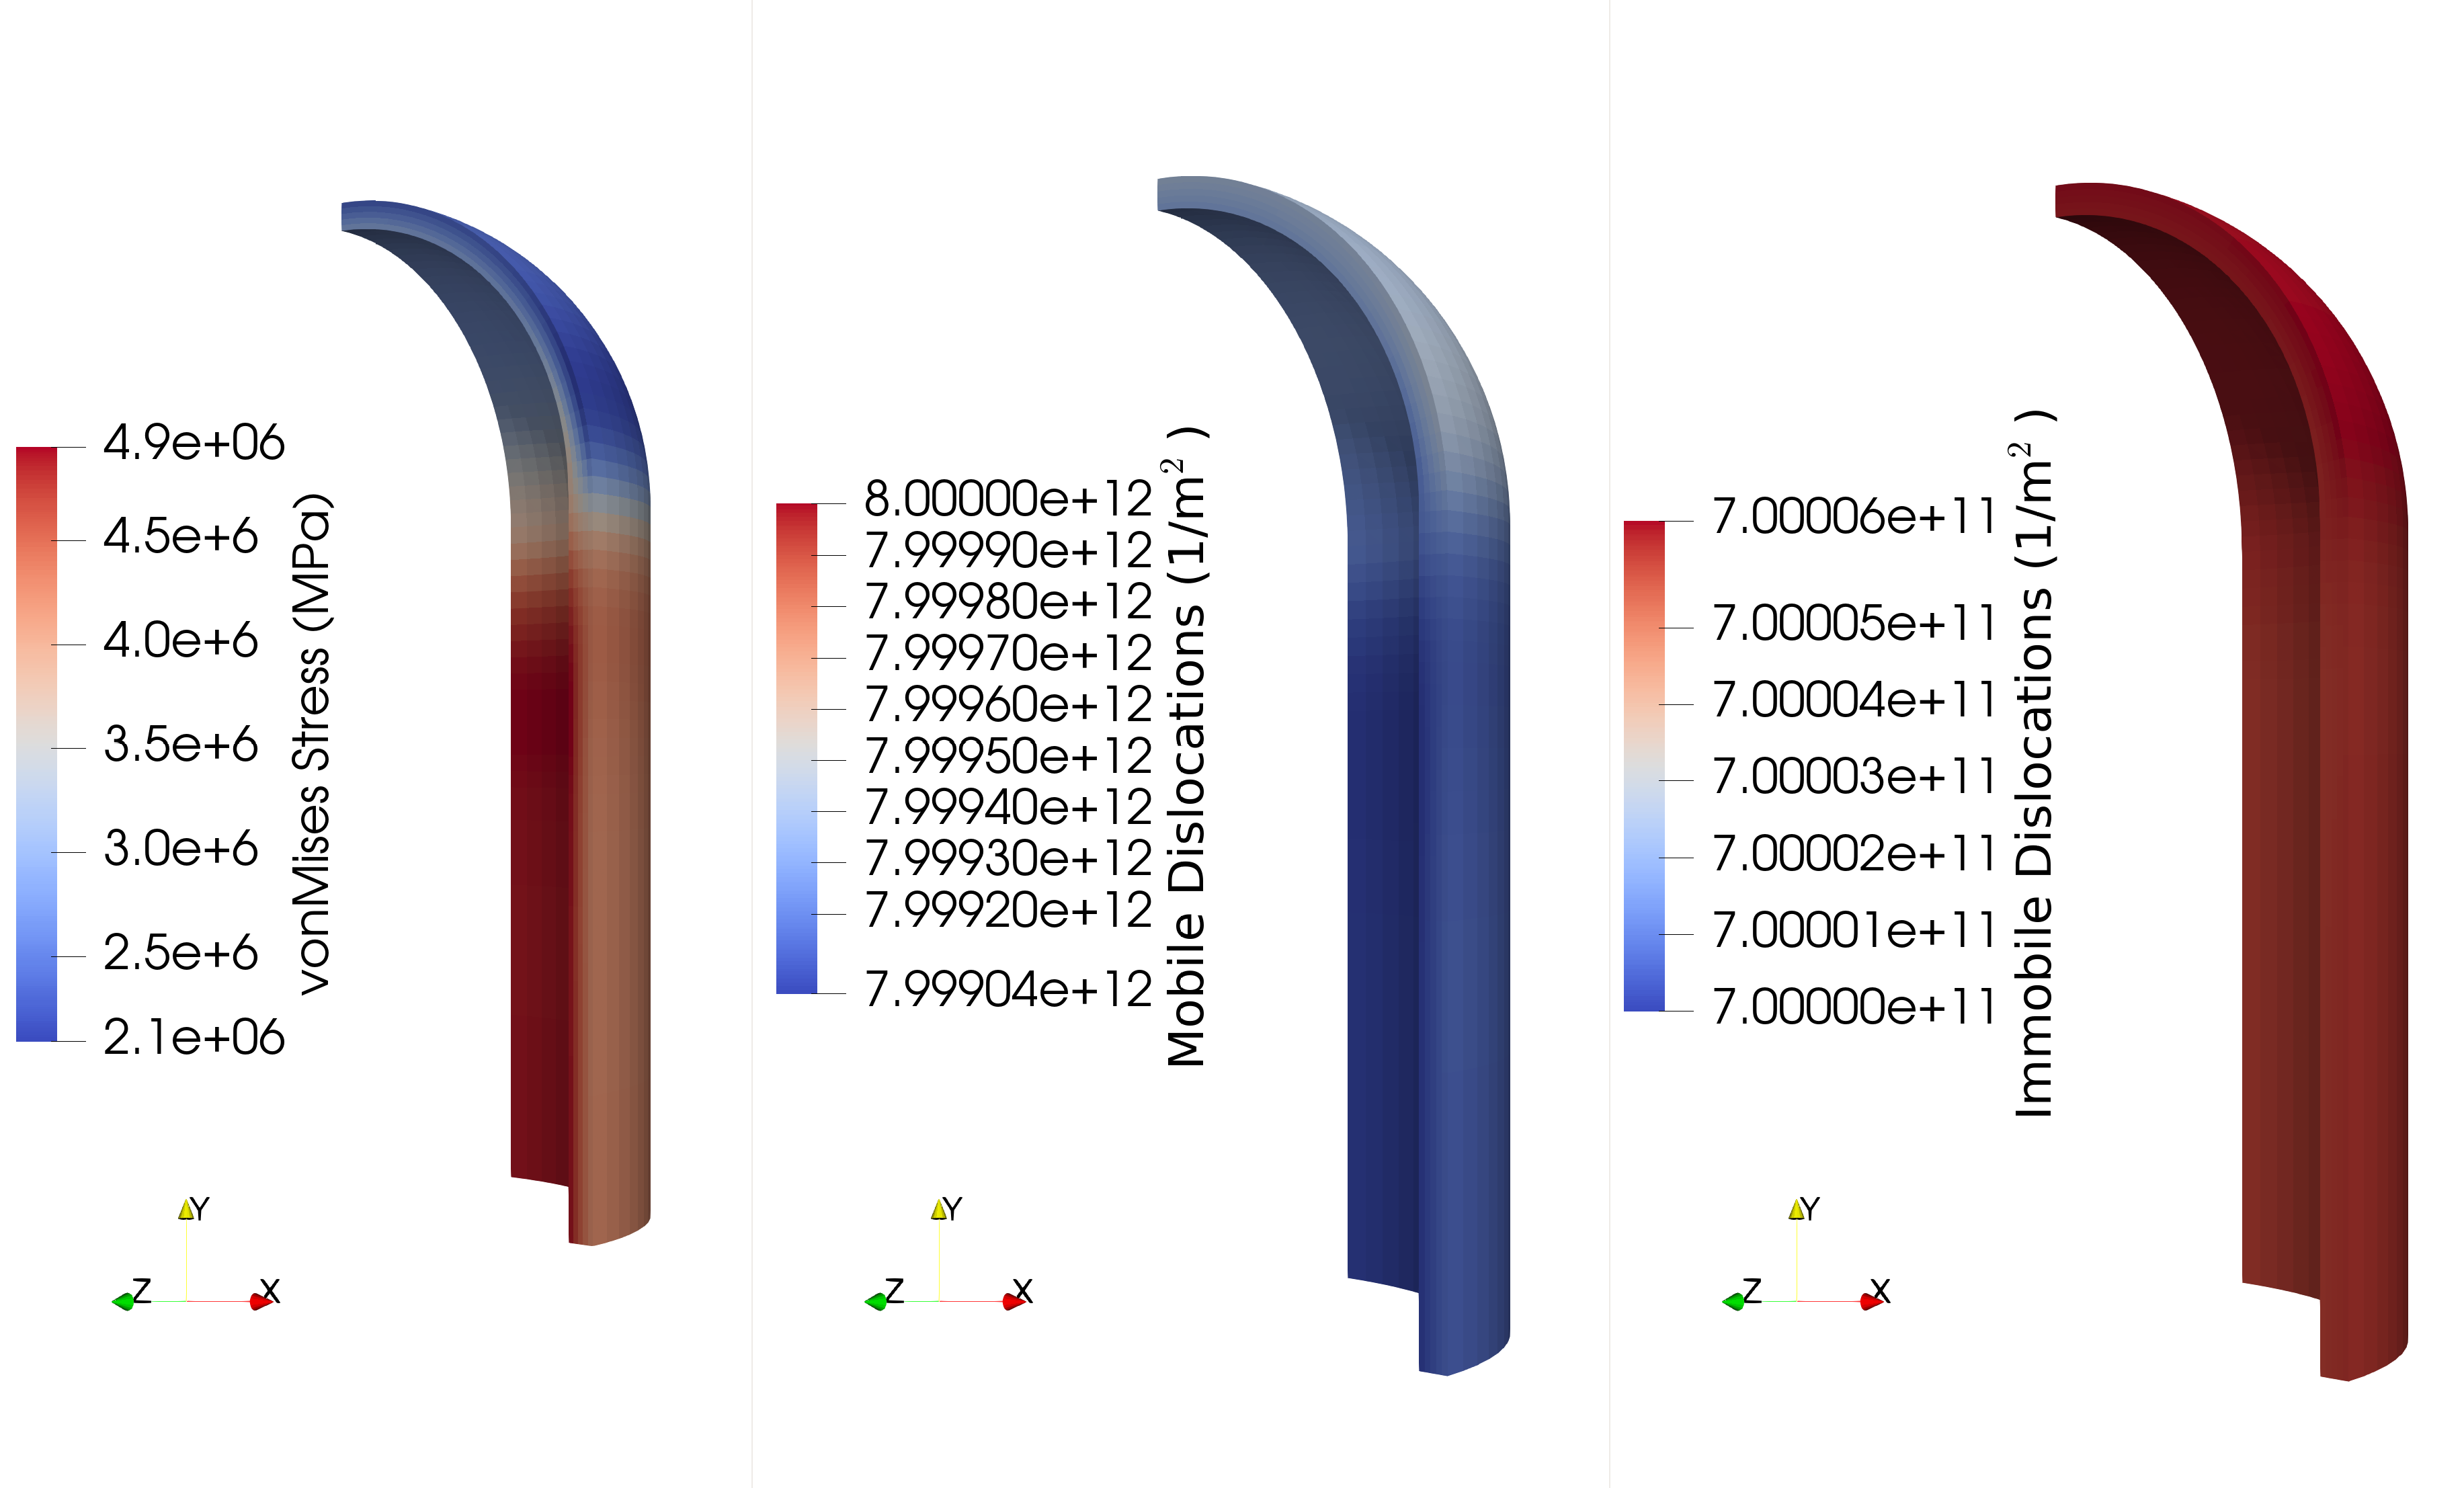 4.9e+06
4.5e+6
4.0e+6
3.5e+6
3.0e+6
2.5e+6
2.1e+06
vonMises Stress (MPa)
Y
Z
X
8.00000e+12
7.99990e+12
7.99980e+12
7.99970e+12
7.99960e+12
7.99950e+12
7.99940e+12
7.99930e+12
7.99920e+12
7.99904e+12
Mobile Dislocations (1/m²)
Y
Z
X
7.00006e+11
7.00005e+11
7.00004e+11
7.00003e+11
7.00002e+11
7.00001e+11
7.00000e+11
Immobile Dislocations (1/m²)
Y
Z
X